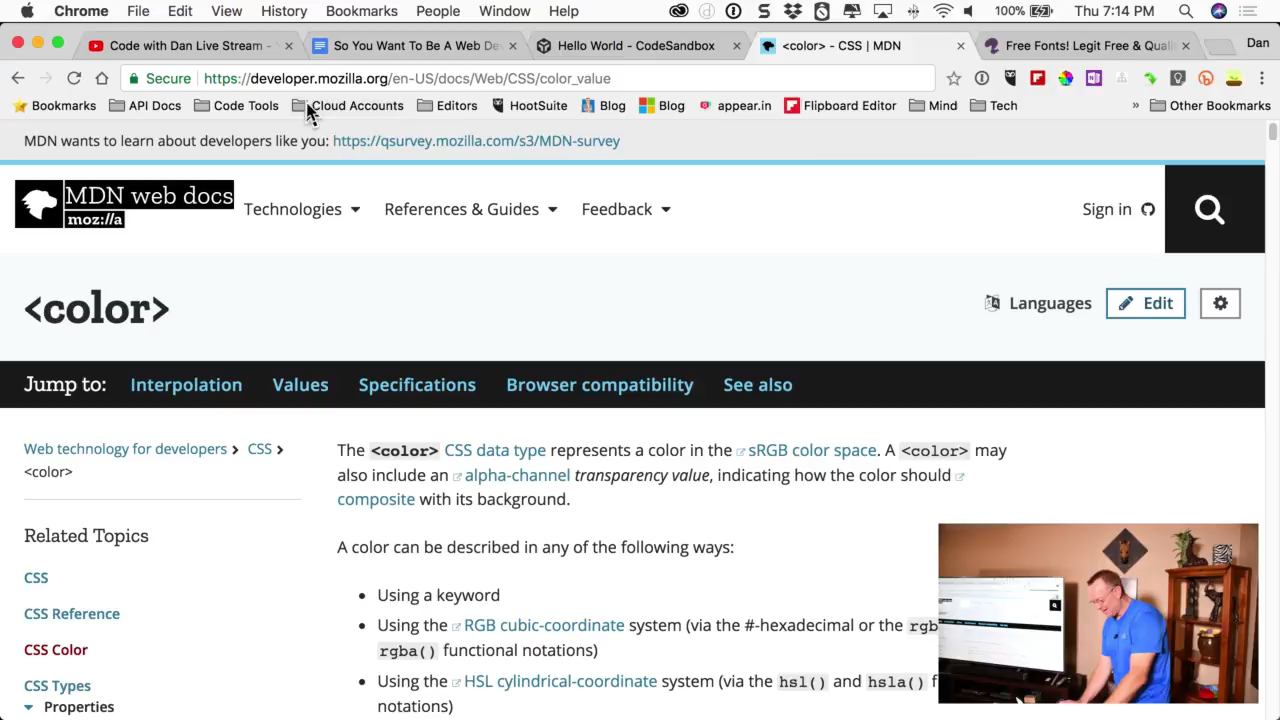 Chrome File Edit View History Bookmarks People Window Help 100% Thu 7:14 PM
Code with Dan Live Stream - So You Want To Be A Web De Hello World - CodeSandbox <color> - CSS | MDN Free Fonts! Legit Free & Quali Dan
Secure https://developer.mozilla.org/en-US/docs/Web/CSS/color_value
Bookmarks API Docs Code Tools Cloud Accounts Editors HootSuite Blog Blog appear.in Flipboard Editor Mind Tech » Other Bookmarks
MDN wants to learn about developers like you: https://qsurvey.mozilla.com/s3/MDN-survey
MDN web docs
moz://a
Technologies References & Guides Feedback Sign in
<color>
Languages Edit
Jump to: Interpolation Values Specifications Browser compatibility See also
Web technology for developers CSS
<color>
Related Topics
CSS
CSS Reference
CSS Color
CSS Types
Properties
The <color> CSS data type represents a color in the sRGB color space. A <color> may
also include an alpha-channel transparency value, indicating how the color should
composite with its background.
A color can be described in any of the following ways:
• Using a keyword
• Using the RGB cubic-coordinate system (via the #-hexadecimal or the rgb
rgba() functional notations)
• Using the HSL cylindrical-coordinate system (via the hsl() and hsla() f
notations)